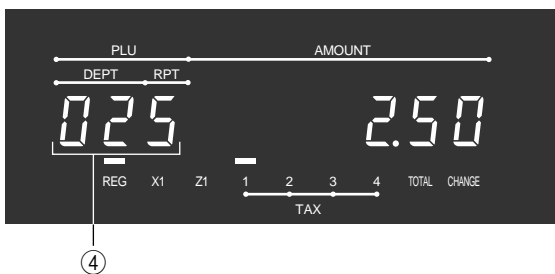 PLU AMOUNT
DEPT RPT
025 2.50
REG X1 Z1 1 2 3 4 TOTAL CHANGE
TAX
④